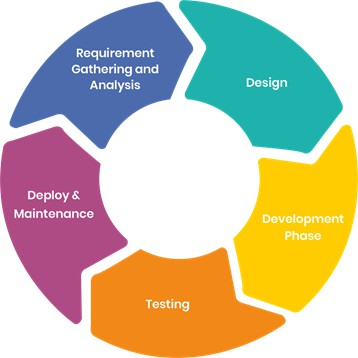 Requirement
Gathering and
Analysis
Design
Development
Phase
Testing
Deploy &
Maintenance